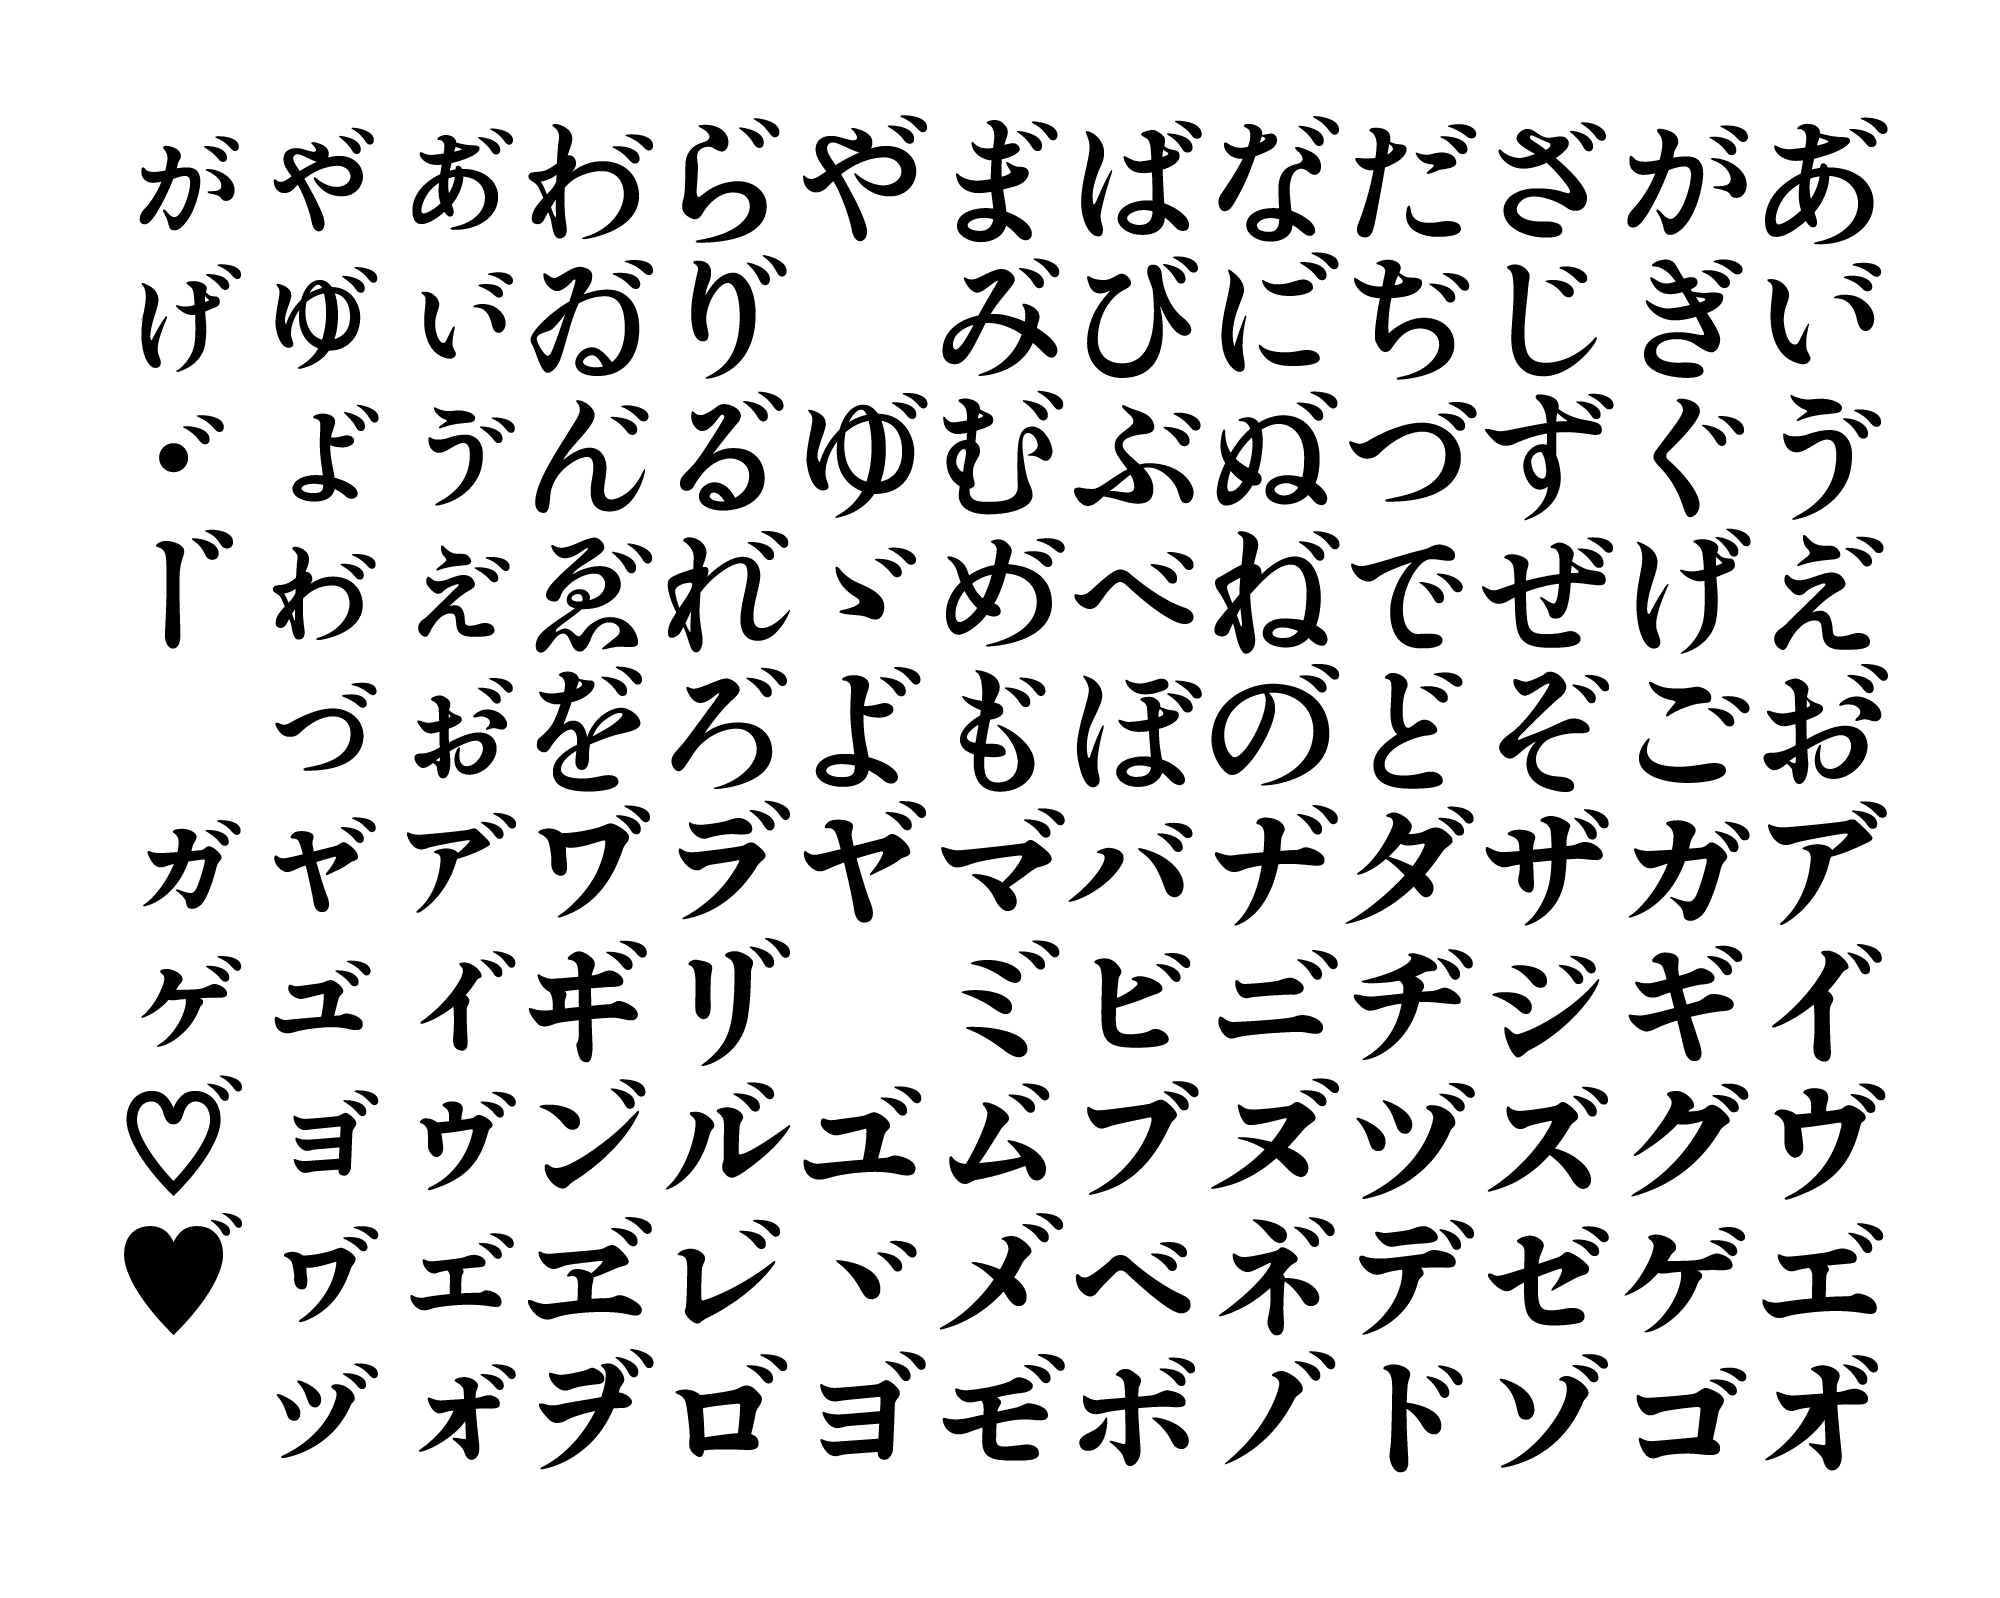 あ゙い゙ゔえ゙お゙ア゙イ゙ヴエ゙オ゙
がぎぐげごガギグゲゴ
ざじずぜぞザジズゼゾ
だぢづでどダヂヅデド
な゙に゙ぬ゙ね゙の゙ナ゙ニ゙ヌ゙ネ゙ノ゙
ばびぶべぼバビブベボ
ま゙み゙む゙め゙も゙マ゙ミ゙ム゙メ゙モ゙
や゙ ゆ゙ゞよ゙ヤ゙ ユ゙ヾヨ゙
ら゙り゙る゙れ゙ろ゙ラ゙リ゙ル゙レ゙ロ゙
わ゙ゐ゙ん゙ゑ゙を゙ヷヸン゙ヹヺ
ぁ゙ぃ゙ぅ゙ぇ゙ぉ゙ァ゙ィ゙ゥ゙ェ゙ォ゙
ゃ゙ゅ゙ょ゙ゎ゙っ゙ャ゙ュ゙ョ゙ヮ゙ッ゙
ゕ゙ゖ゙・゙ー゙ ヵ゙ヶ゙♡゙♥゙